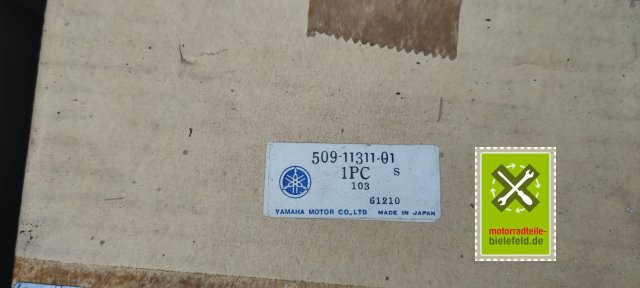 509-11311-01
1PC S
103
61210
YAMAHA MOTOR CO., LTD MADE IN JAPAN
motorradteile-
bielefeld.de